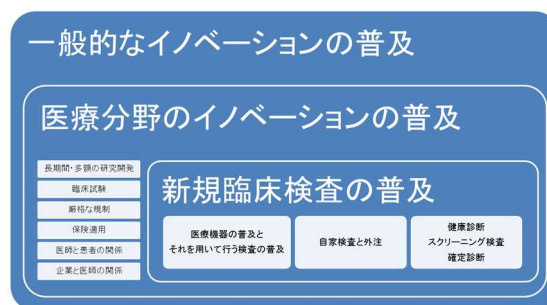 一般的なイノベーションの普及
医療分野のイノベーションの普及
長期間・多額の研究開発
臨床試験
厳格な規制
保険適用
医師と患者の関係
企業と医師の関係
新規臨床検査の普及
医療機器の普及と
それを用いて行う検査の普及
自家検査と外注
健康診断
スクリーニング検査
確定診断